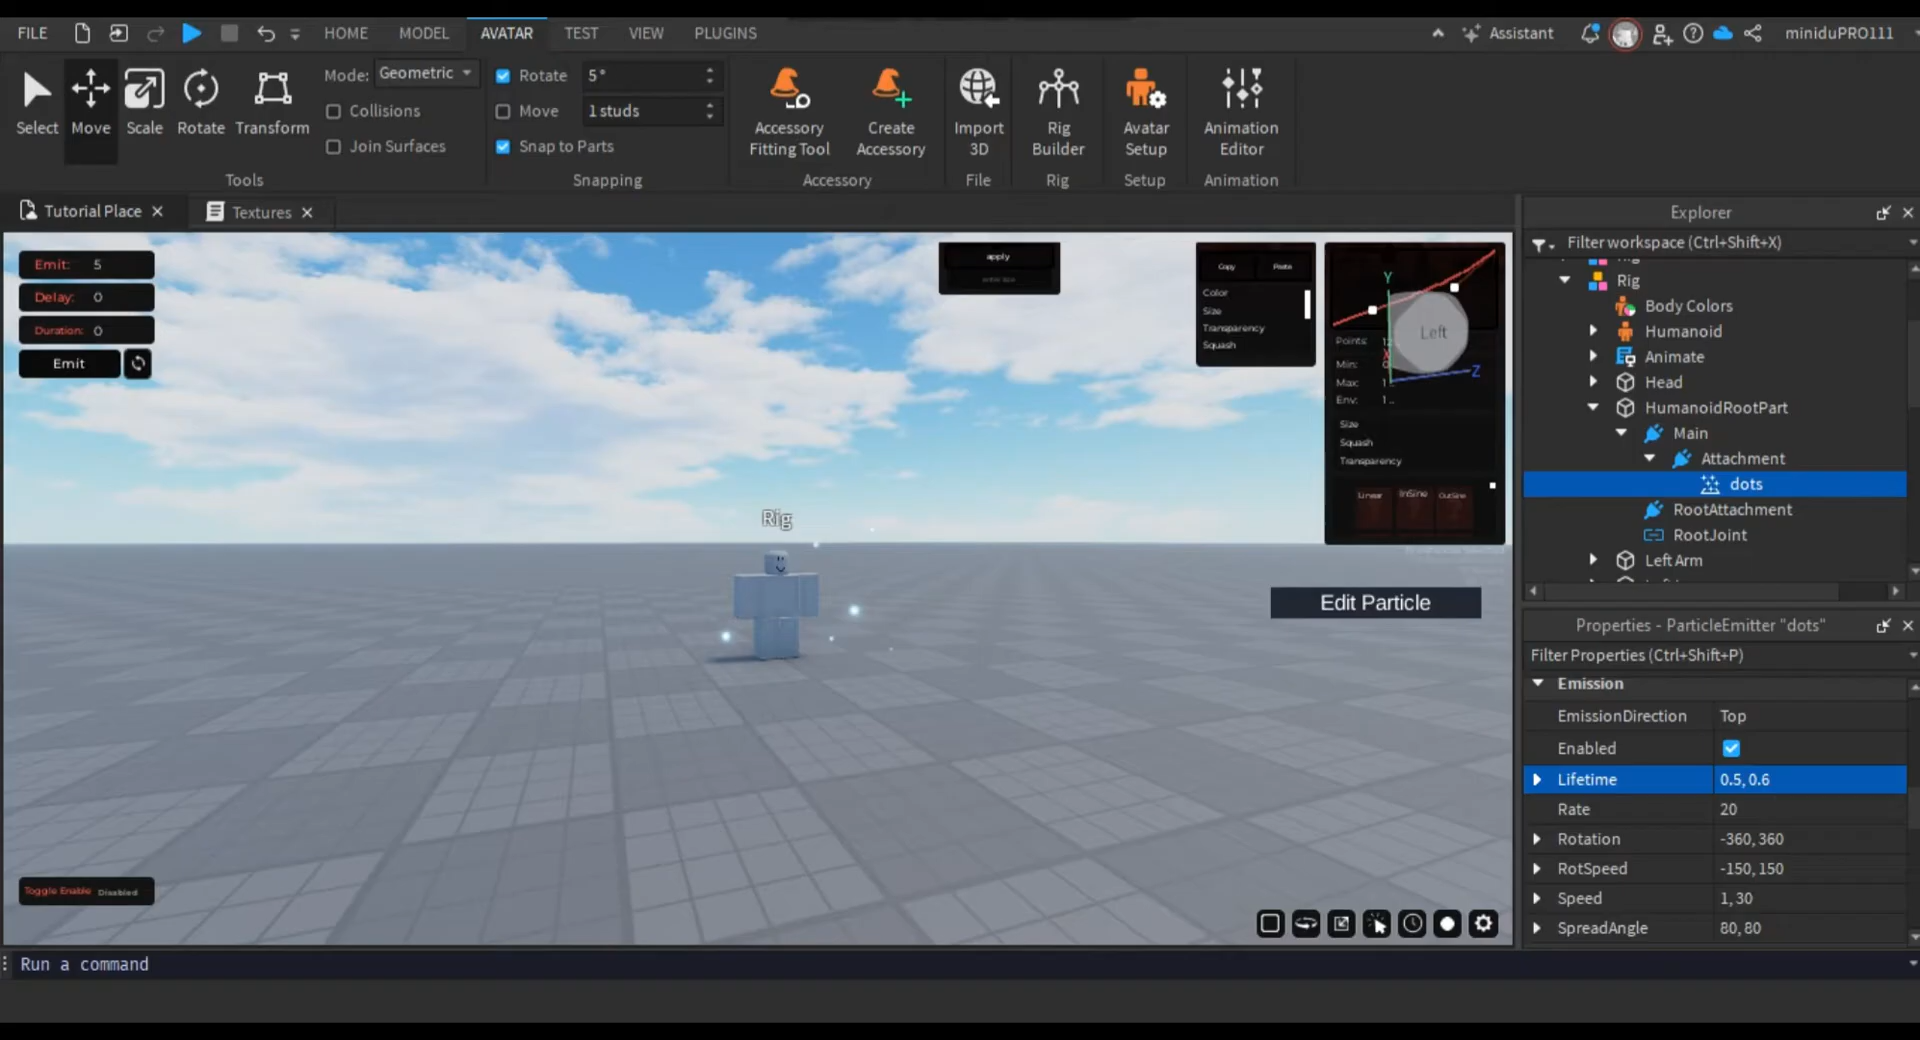 FILE HOME MODEL AVATAR TEST VIEW PLUGINS Assistant miniduPRO111
Select Move Scale Rotate Transform
Mode: Geometric
Collisions
Join Surfaces
Tools
Rotate 5°
Move 1 studs
Snap to Parts
Snapping
Accessory Fitting Tool
Create Accessory
Accessory
Import 3D
File
Rig Builder
Rig
Avatar Setup
Setup
Animation Editor
Animation
Tutorial Place
Textures
Emit: 5
Delay: 0
Duration: 0
Emit
apply
Copy Paste
Color
Size
Transparency
Squash
Y
Left
X
Z
Points:
Min:
Max:
Env:
Size
Squash
Transparency
Linear InSine OutSine
Rig
Edit Particle
Toggle Enable Disabled
Run a command
Explorer
Filter workspace (Ctrl+Shift+X)
Rig
Body Colors
Humanoid
Animate
Head
HumanoidRootPart
Main
Attachment
dots
RootAttachment
RootJoint
Left Arm
Properties - ParticleEmitter "dots"
Filter Properties (Ctrl+Shift+P)
Emission
EmissionDirection Top
Enabled
Lifetime 0.5, 0.6
Rate 20
Rotation -360, 360
RotSpeed -150, 150
Speed 1, 30
SpreadAngle 80, 80